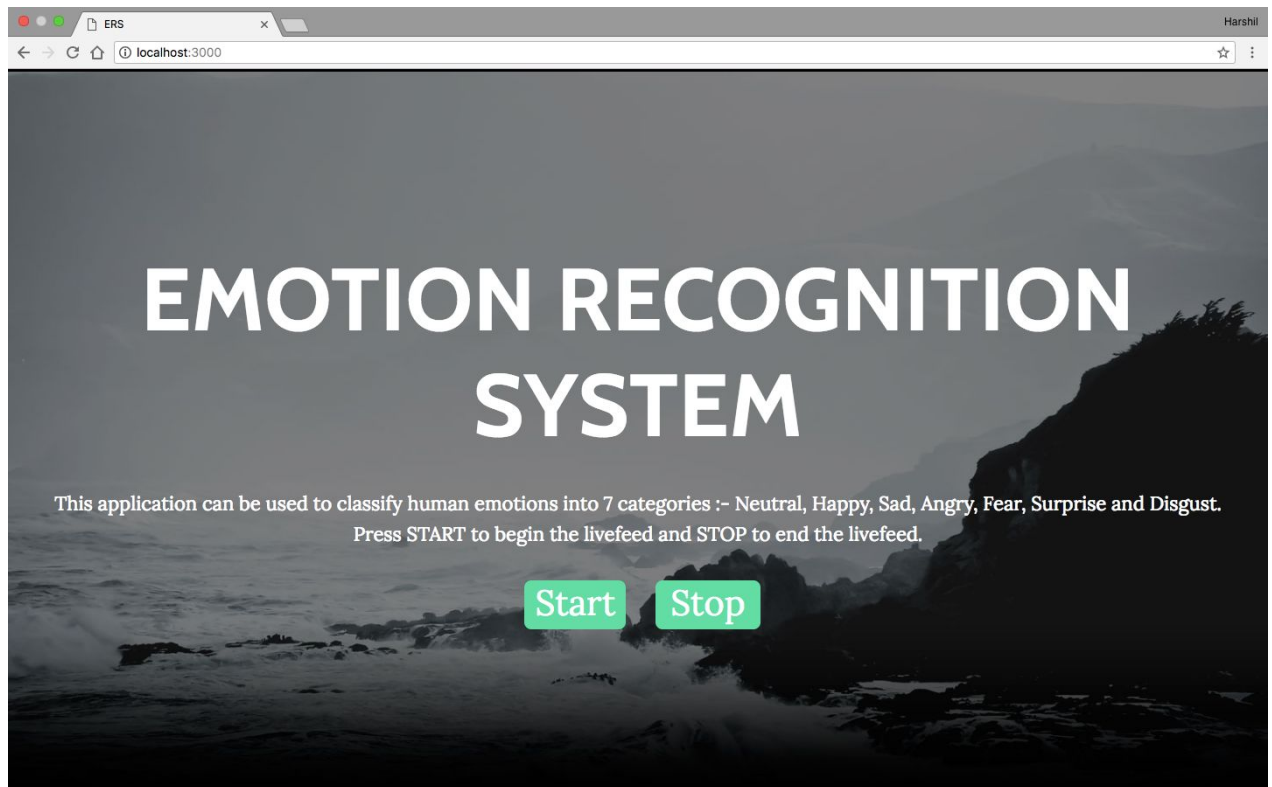 ERS
Harshil
localhost:3000
EMOTION RECOGNITION
SYSTEM
This application can be used to classify human emotions into 7 categories :- Neutral, Happy, Sad, Angry, Fear, Surprise and Disgust.
Press START to begin the livefeed and STOP to end the livefeed.
Start Stop